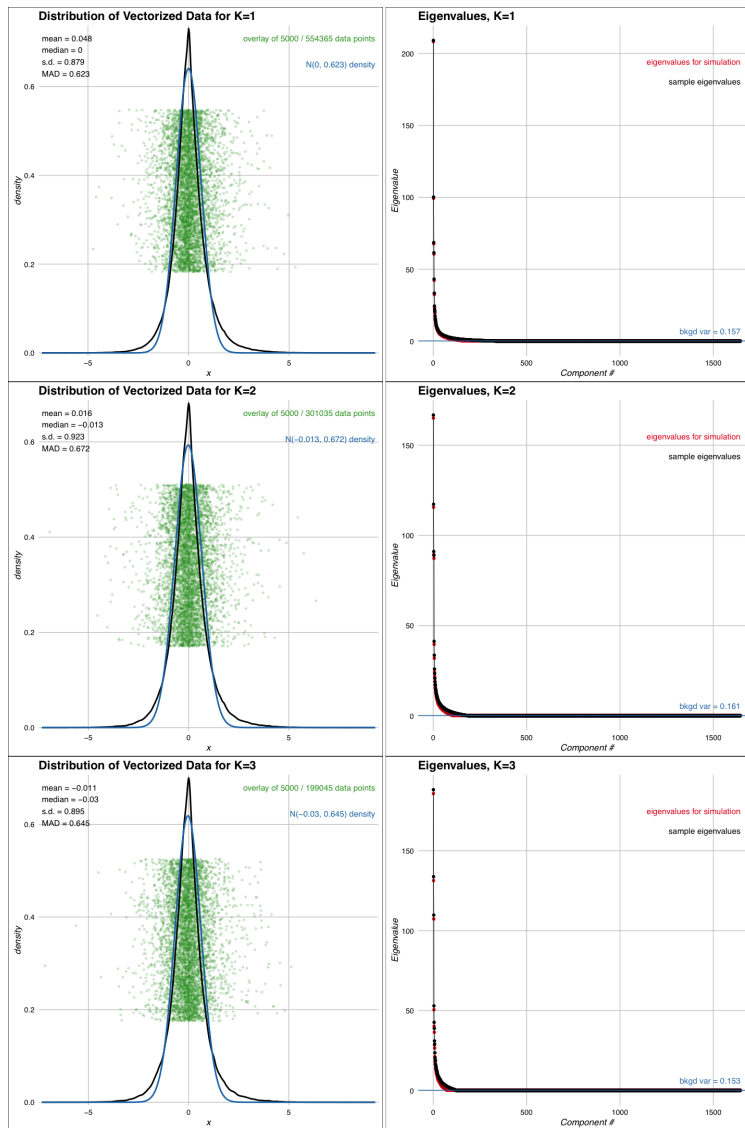 Distribution of Vectorized Data for K=1
mean = 0.048
median = 0
s.d. = 0.879
MAD = 0.623
overlay of 5000 / 554365 data points
N(0, 0.623) density
density
0.6
0.4
0.2
0.0
−5
0
5
x
Eigenvalues, K=1
eigenvalues for simulation
sample eigenvalues
Eigenvalue
200
150
100
50
0
bkgd var = 0.157
0
500
1000
1500
Component #
Distribution of Vectorized Data for K=2
mean = 0.016
median = −0.013
s.d. = 0.923
MAD = 0.672
overlay of 5000 / 301035 data points
N(−0.013, 0.672) density
density
0.6
0.4
0.2
0.0
−5
0
5
x
Eigenvalues, K=2
eigenvalues for simulation
sample eigenvalues
Eigenvalue
150
100
50
0
bkgd var = 0.161
0
500
1000
1500
Component #
Distribution of Vectorized Data for K=3
mean = −0.011
median = −0.03
s.d. = 0.895
MAD = 0.645
overlay of 5000 / 199045 data points
N(−0.03, 0.645) density
density
0.6
0.4
0.2
0.0
−5
0
5
x
Eigenvalues, K=3
eigenvalues for simulation
sample eigenvalues
Eigenvalue
150
100
50
0
bkgd var = 0.153
0
500
1000
1500
Component #